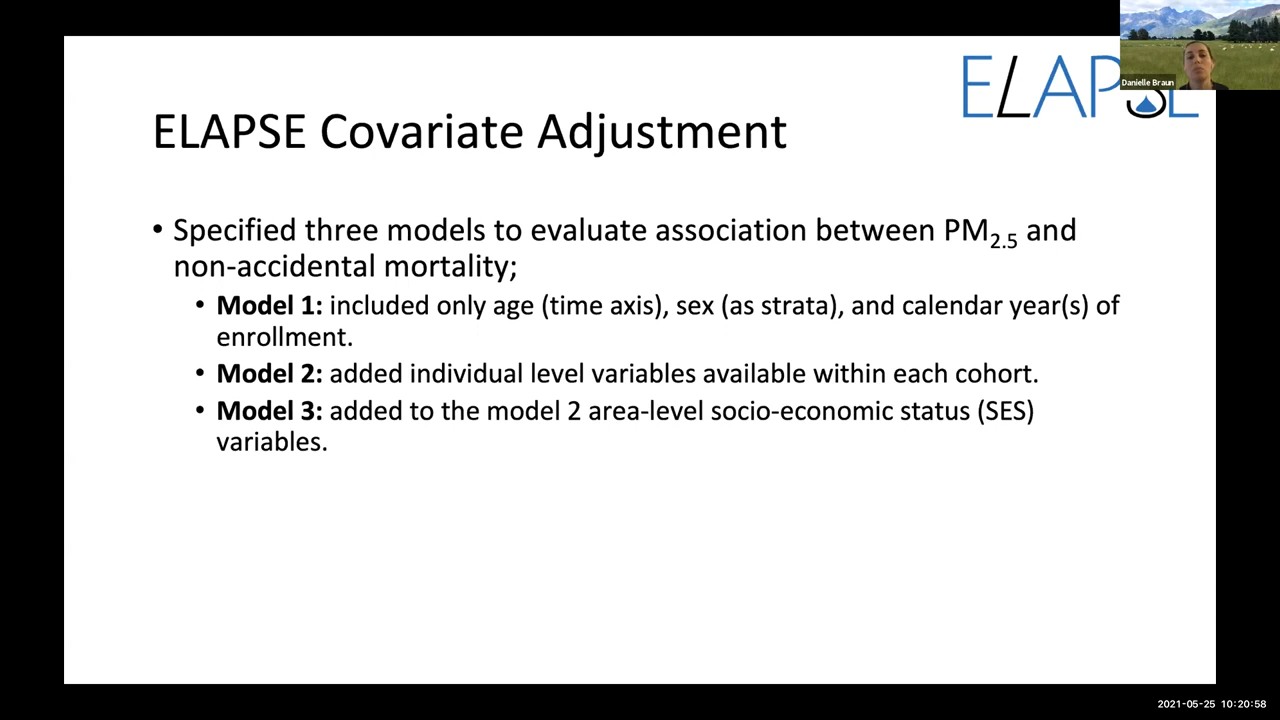 ELAPSE
Danielle Braun
ELAPSE Covariate Adjustment
• Specified three models to evaluate association between PM2.5 and
non-accidental mortality;
• Model 1: included only age (time axis), sex (as strata), and calendar year(s) of
enrollment.
• Model 2: added individual level variables available within each cohort.
• Model 3: added to the model 2 area-level socio-economic status (SES)
variables.
2021-05-25 10:20:58